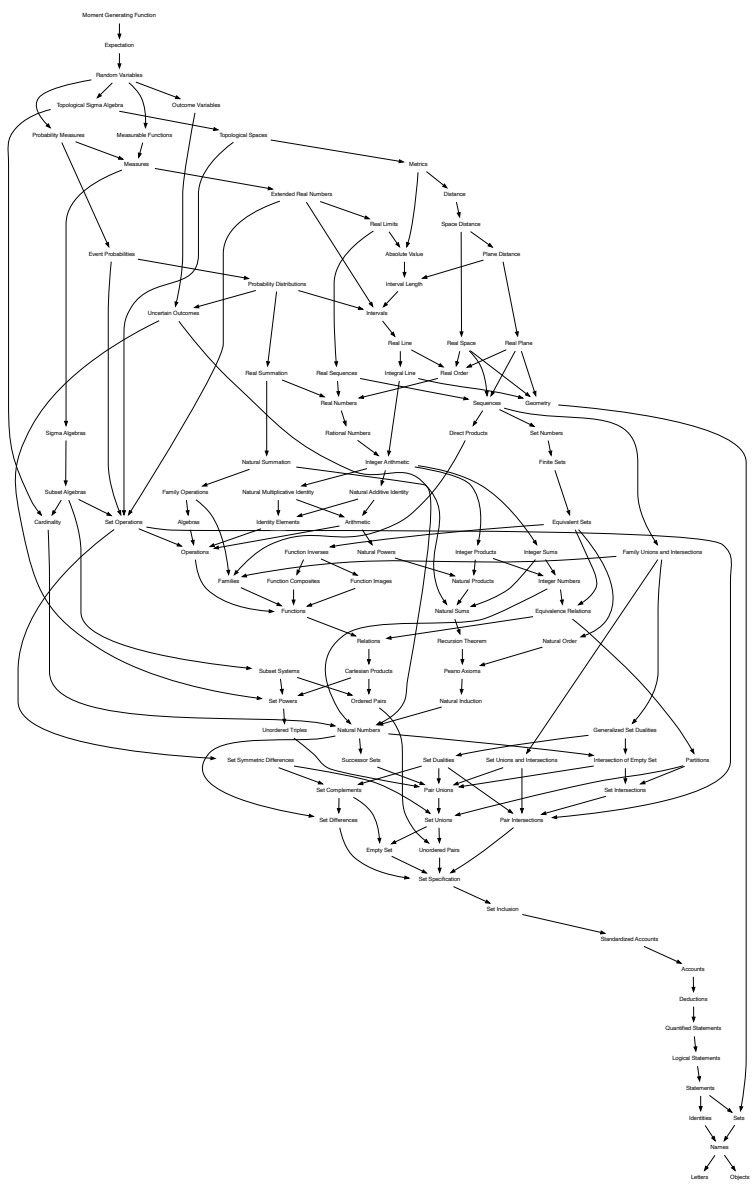 Moment Generating Function
Expectation
Random Variables
Topological Sigma Algebra
Outcome Variables
Probability Measures
Measurable Functions
Topological Spaces
Measures
Metrics
Extended Real Numbers
Distance
Real Limits
Space Distance
Event Probabilities
Absolute Value
Plane Distance
Probability Distributions
Interval Length
Uncertain Outcomes
Intervals
Real Line
Real Space
Real Plane
Real Summation
Real Sequences
Integral Line
Real Order
Real Numbers
Sequences
Geometry
Sigma Algebras
Rational Numbers
Direct Products
Set Numbers
Natural Summation
Integer Arithmetic
Finite Sets
Subset Algebras
Family Operations
Natural Multiplicative Identity
Natural Additive Identity
Cardinality
Set Operations
Algebras
Identity Elements
Arithmetic
Equivalent Sets
Operations
Function Inverses
Natural Powers
Integer Products
Integer Sums
Family Unions and Intersections
Families
Function Composites
Function Images
Natural Products
Integer Numbers
Functions
Natural Sums
Equivalence Relations
Relations
Recursion Theorem
Natural Order
Subset Systems
Cartesian Products
Peano Axioms
Set Powers
Ordered Pairs
Natural Induction
Unordered Triples
Natural Numbers
Generalized Set Dualities
Set Symmetric Differences
Successor Sets
Set Dualities
Set Unions and Intersections
Intersection of Empty Set
Partitions
Set Complements
Pair Unions
Set Intersections
Set Differences
Set Unions
Pair Intersections
Empty Set
Unordered Pairs
Set Specification
Set Inclusion
Standardized Accounts
Accounts
Deductions
Quantified Statements
Logical Statements
Statements
Identities
Sets
Names
Letters
Objects